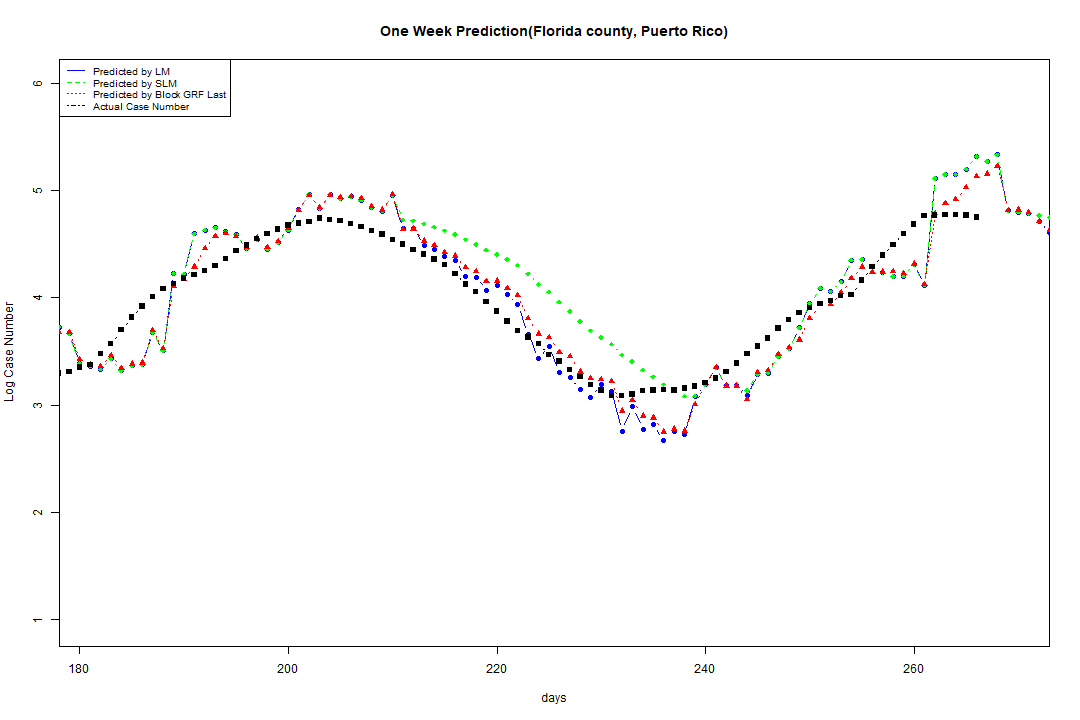 One Week Prediction(Florida county, Puerto Rico)
Predicted by LM
Predicted by SLM
Predicted by Block GRF Last
Actual Case Number
6
5
4
3
2
1
Log Case Number
180 200 220 240 260
days